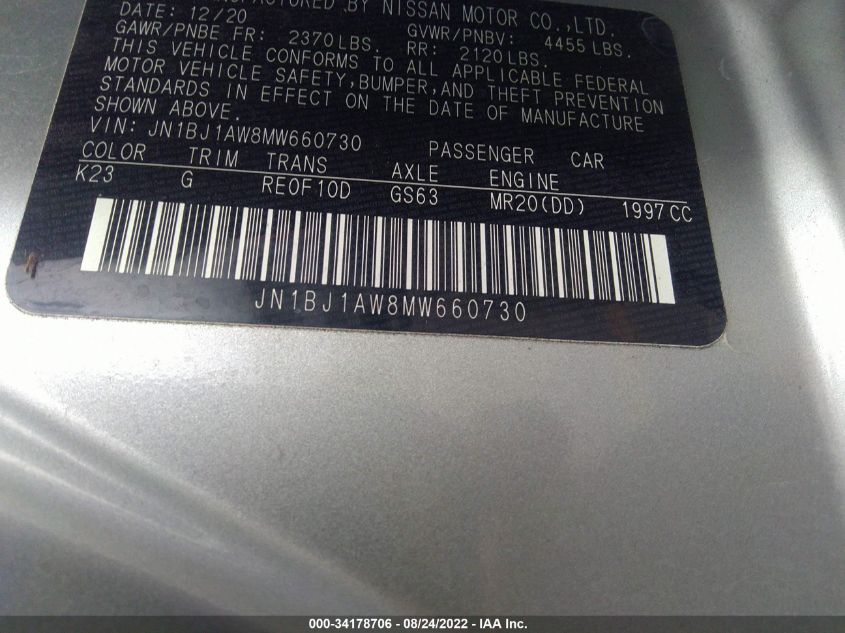 BY NISSAN MOTOR CO.,LTD.
DATE: 12/20 GVWR/PNBV: 4455 LBS.
GAWR/PNBE FR: 2370LBS. RR: 2120LBS.
THIS VEHICLE CONFORMS TO ALL APPLICABLE FEDERAL
MOTOR VEHICLE SAFETY, BUMPER, AND THEFT PREVENTION
STANDARDS IN EFFECT ON THE DATE OF MANUFACTURE
SHOWN ABOVE.
VIN: JN1BJ1AW8MW660730 PASSENGER CAR
COLOR TRIM TRANS AXLE ENGINE
K23 G RE0F10D GS63 MR20(DD) 1997CC
JN1BJ1AW8MW660730
000-34178706 - 08/24/2022 - IAA Inc.